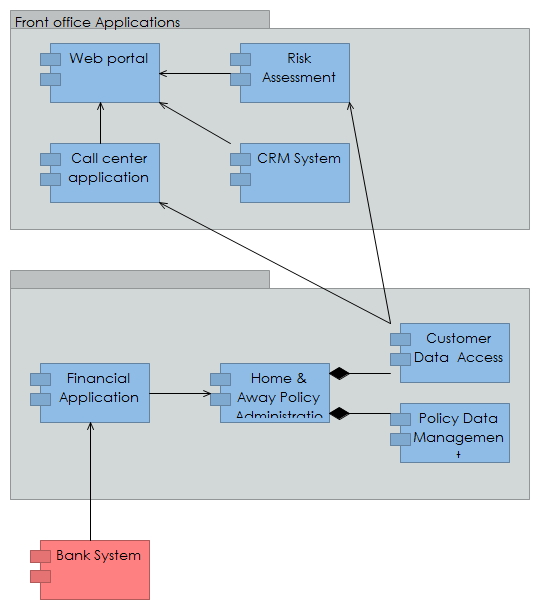 Front office Applications
Web portal
Risk
Assessment
Call center
application
CRM System
Customer
Data Access
Financial
Application
Home &
Away Policy
Administratio
Policy Data
Managemen
t
Bank System